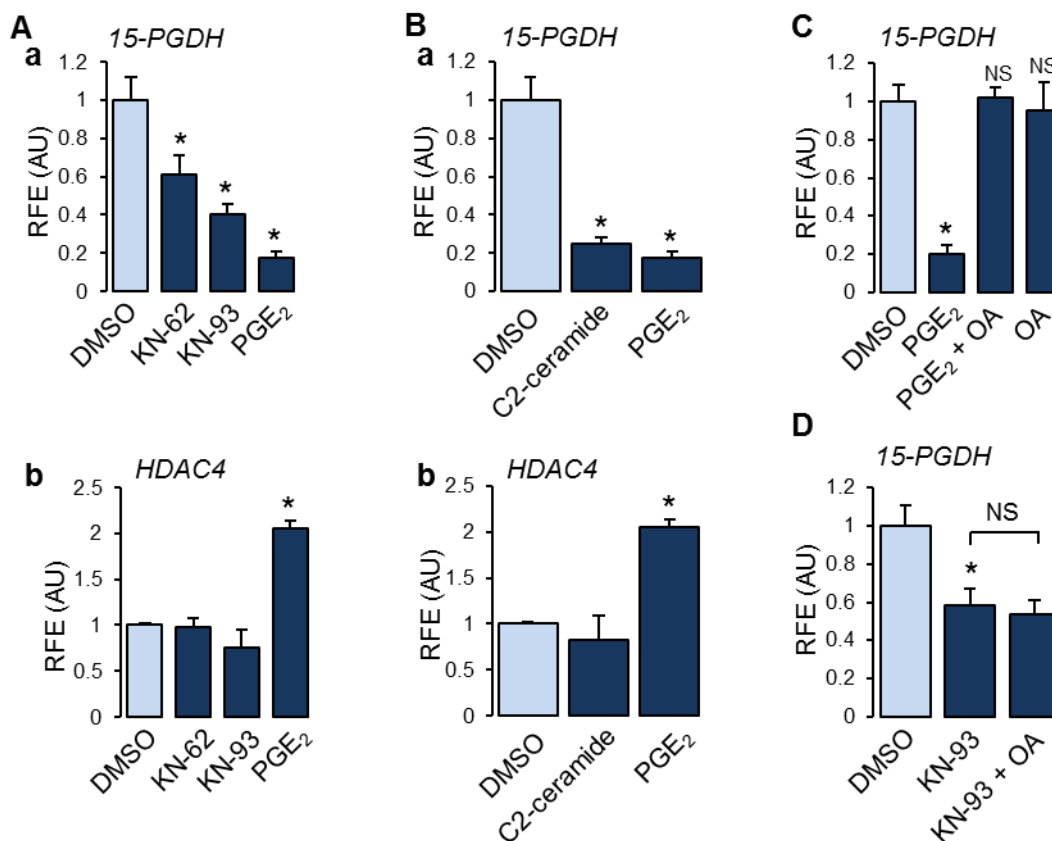 A
a
15-PGDH
RFE (AU)
1.2
1
0.8
0.6
0.4
0.2
0
*
*
*
DMSO
KN-62
KN-93
PGE₂
b
HDAC4
RFE (AU)
2.5
2
1.5
1
0.5
0
*
DMSO
KN-62
KN-93
PGE₂
B
a
15-PGDH
RFE (AU)
1.2
1
0.8
0.6
0.4
0.2
0
*
*
DMSO
C2-ceramide
PGE₂
b
HDAC4
RFE (AU)
2.5
2
1.5
1
0.5
0
*
DMSO
C2-ceramide
PGE₂
C
15-PGDH
RFE (AU)
1.2
1
0.8
0.6
0.4
0.2
0
*
NS
NS
DMSO
PGE₂
PGE₂ + OA
OA
D
15-PGDH
RFE (AU)
1.2
1
0.8
0.6
0.4
0.2
0
*
NS
DMSO
KN-93
KN-93 + OA